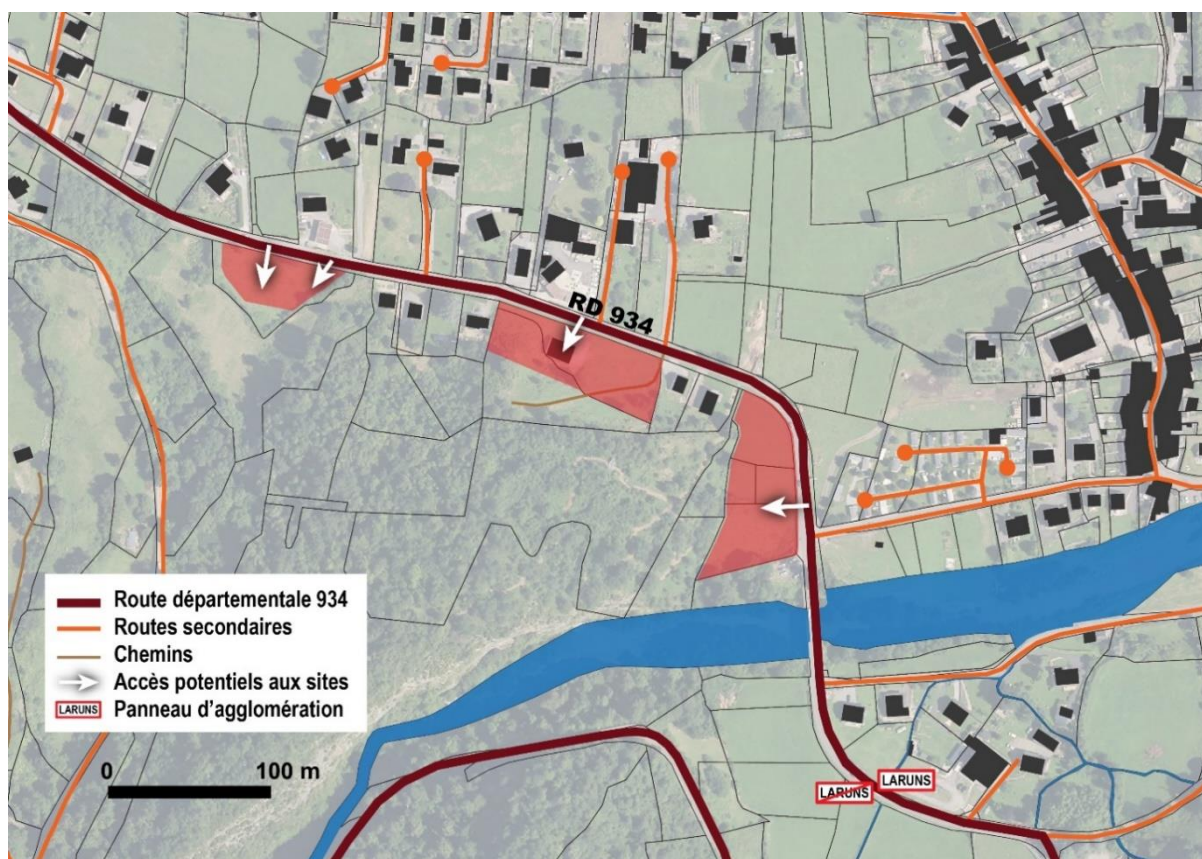 RD 934
Route départementale 934
Routes secondaires
Chemins
Accès potentiels aux sites
LARUNS Panneau d'agglomération
0 100 m
LARUNS
LARUNS